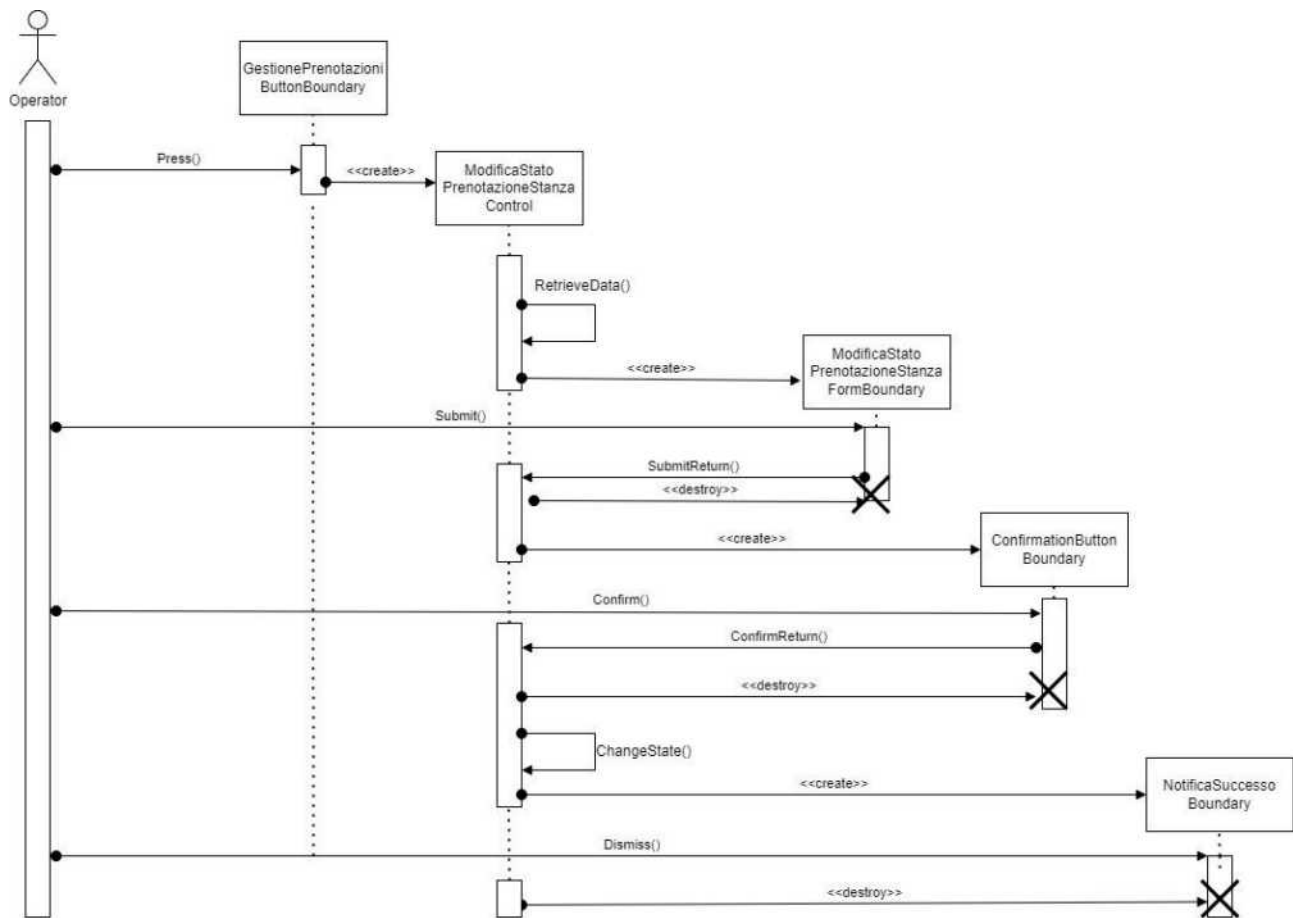 Operator
GestionePrenotazioni
ButtonBoundary
Press()
<<create>>
ModificaStato
PrenotazioneStanza
Control
RetrieveData()
<<create>>
ModificaStato
PrenotazioneStanza
FormBoundary
Submit()
SubmitReturn()
<<destroy>>
<<create>>
ConfirmationButton
Boundary
Confirm()
ConfirmReturn()
<<destroy>>
ChangeState()
<<create>>
NotificaSuccesso
Boundary
Dismiss()
<<destroy>>